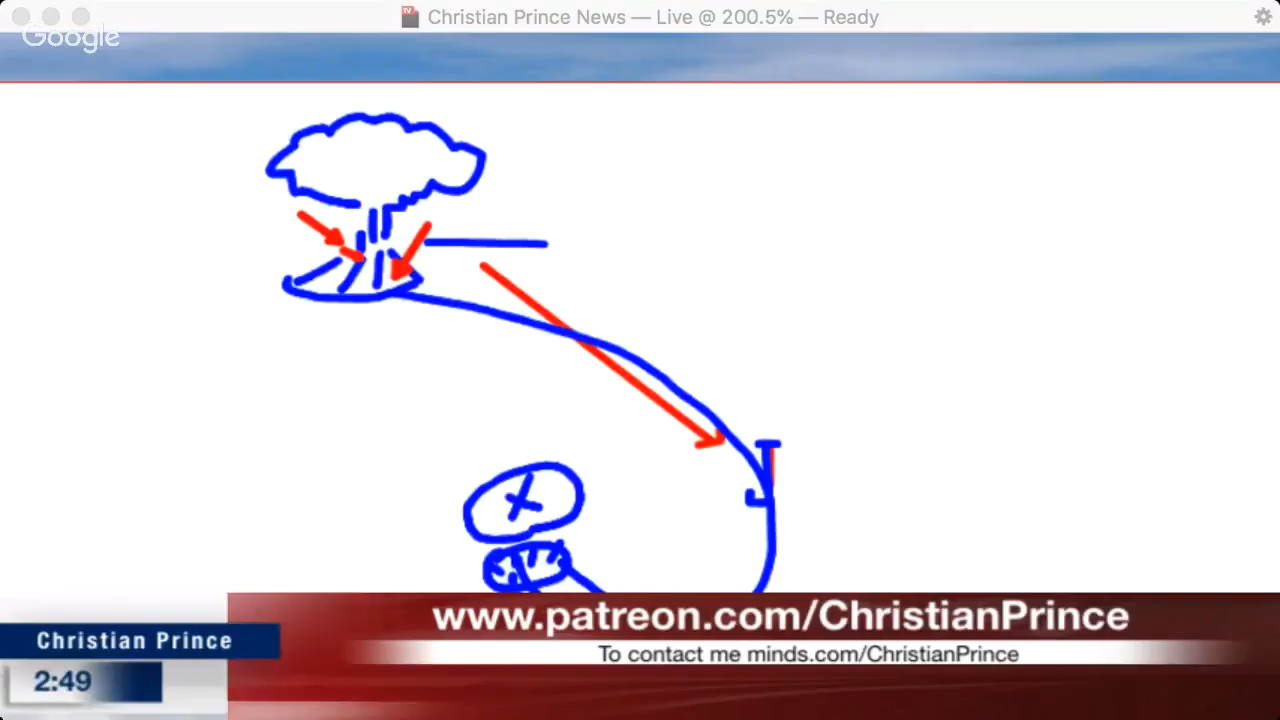 Christian Prince News — Live @ 200.5% — Ready
Google
www.patreon.com/ChristianPrince
To contact me minds.com/ChristianPrince
Christian Prince
2:49